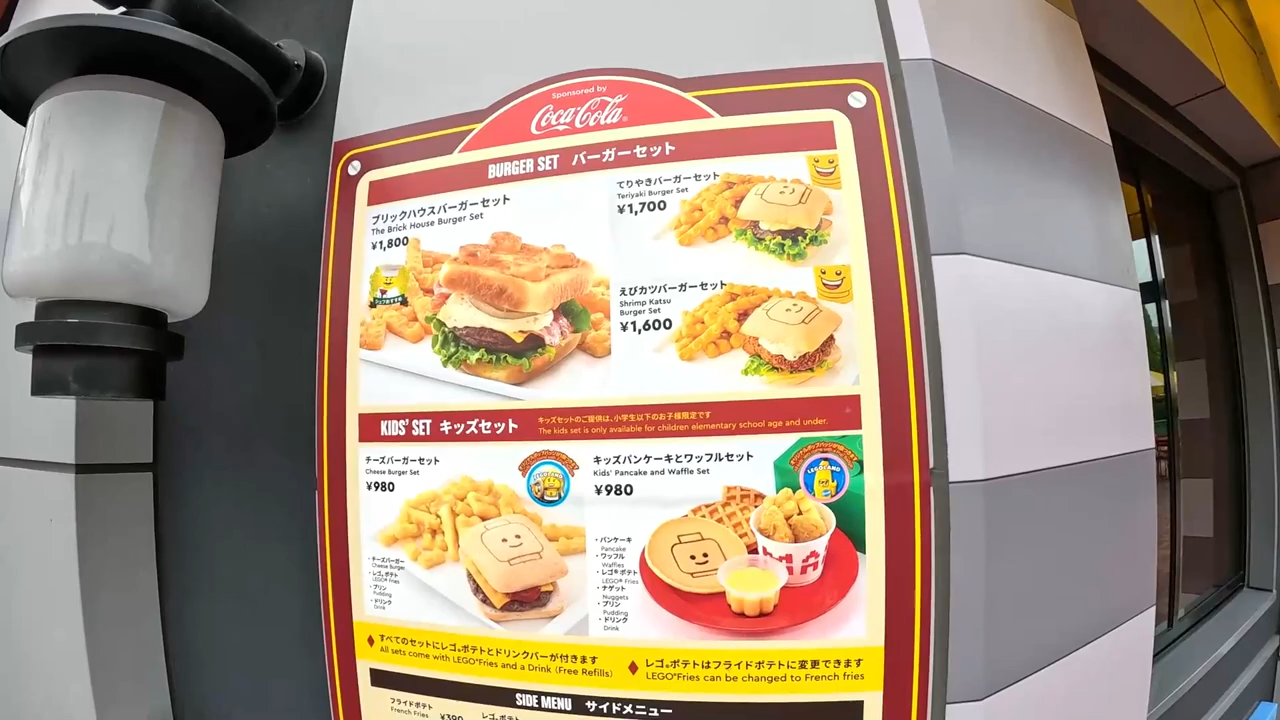 Sponsored by
Coca-Cola
BURGER SET バーガーセット
ブリックハウスバーガーセット
The Brick House Burger Set
¥1,800
シェフおすすめ
てりやきバーガーセット
Teriyaki Burger Set
¥1,700
えびカツバーガーセット
Shrimp Katsu
Burger Set
¥1,600
KIDS' SET キッズセット
キッズセットのご提供は、小学生以下のお子様限定です
The kids set is only available for children elementary school age and under.
チーズバーガーセット
Cheese Burger Set
¥980
LEGOLAND
・チーズバーガー
Cheese Burger
・レゴ®ポテト
LEGO® Fries
・プリン
Pudding
・ドリンク
Drink
キッズパンケーキとワッフルセット
Kids' Pancake and Waffle Set
¥980
LEGOLAND
・パンケーキ
Pancake
・ワッフル
Waffles
・レゴ®ポテト
LEGO® Fries
・ナゲット
Nuggets
・プリン
Pudding
・ドリンク
Drink
すべてのセットにレゴ®ポテトとドリンクバーが付きます
All sets come with LEGO®Fries and a Drink (Free Refills)
レゴ®ポテトはフライドポテトに変更できます
LEGO®Fries can be changed to French fries
SIDE MENU サイドメニュー
フライドポテト
French Fries
¥390
レゴ®ポテト